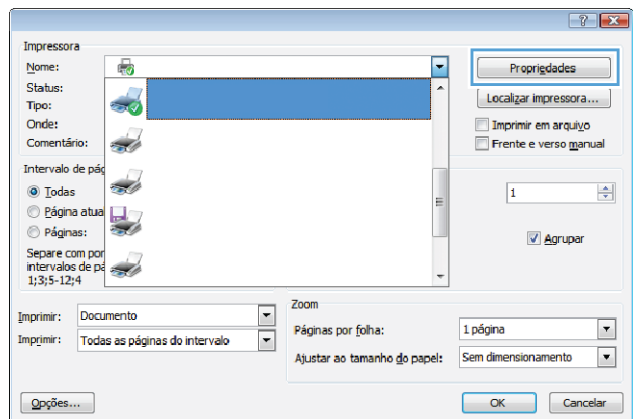 Impressora
Nome:
Propriedades
Status:
Tipo:
Localizar impressora...
Onde:
Imprimir em arquivo
Comentário:
Frente e verso manual
Intervalo de pág
Todas
1
Página atua
Páginas:
Agrupar
Separe com por
intervalos de pá
1;3;5-12;4
Imprimir: Documento
Imprimir: Todas as páginas do intervalo
Zoom
Páginas por folha: 1 página
Ajustar ao tamanho do papel: Sem dimensionamento
Opções...
OK
Cancelar